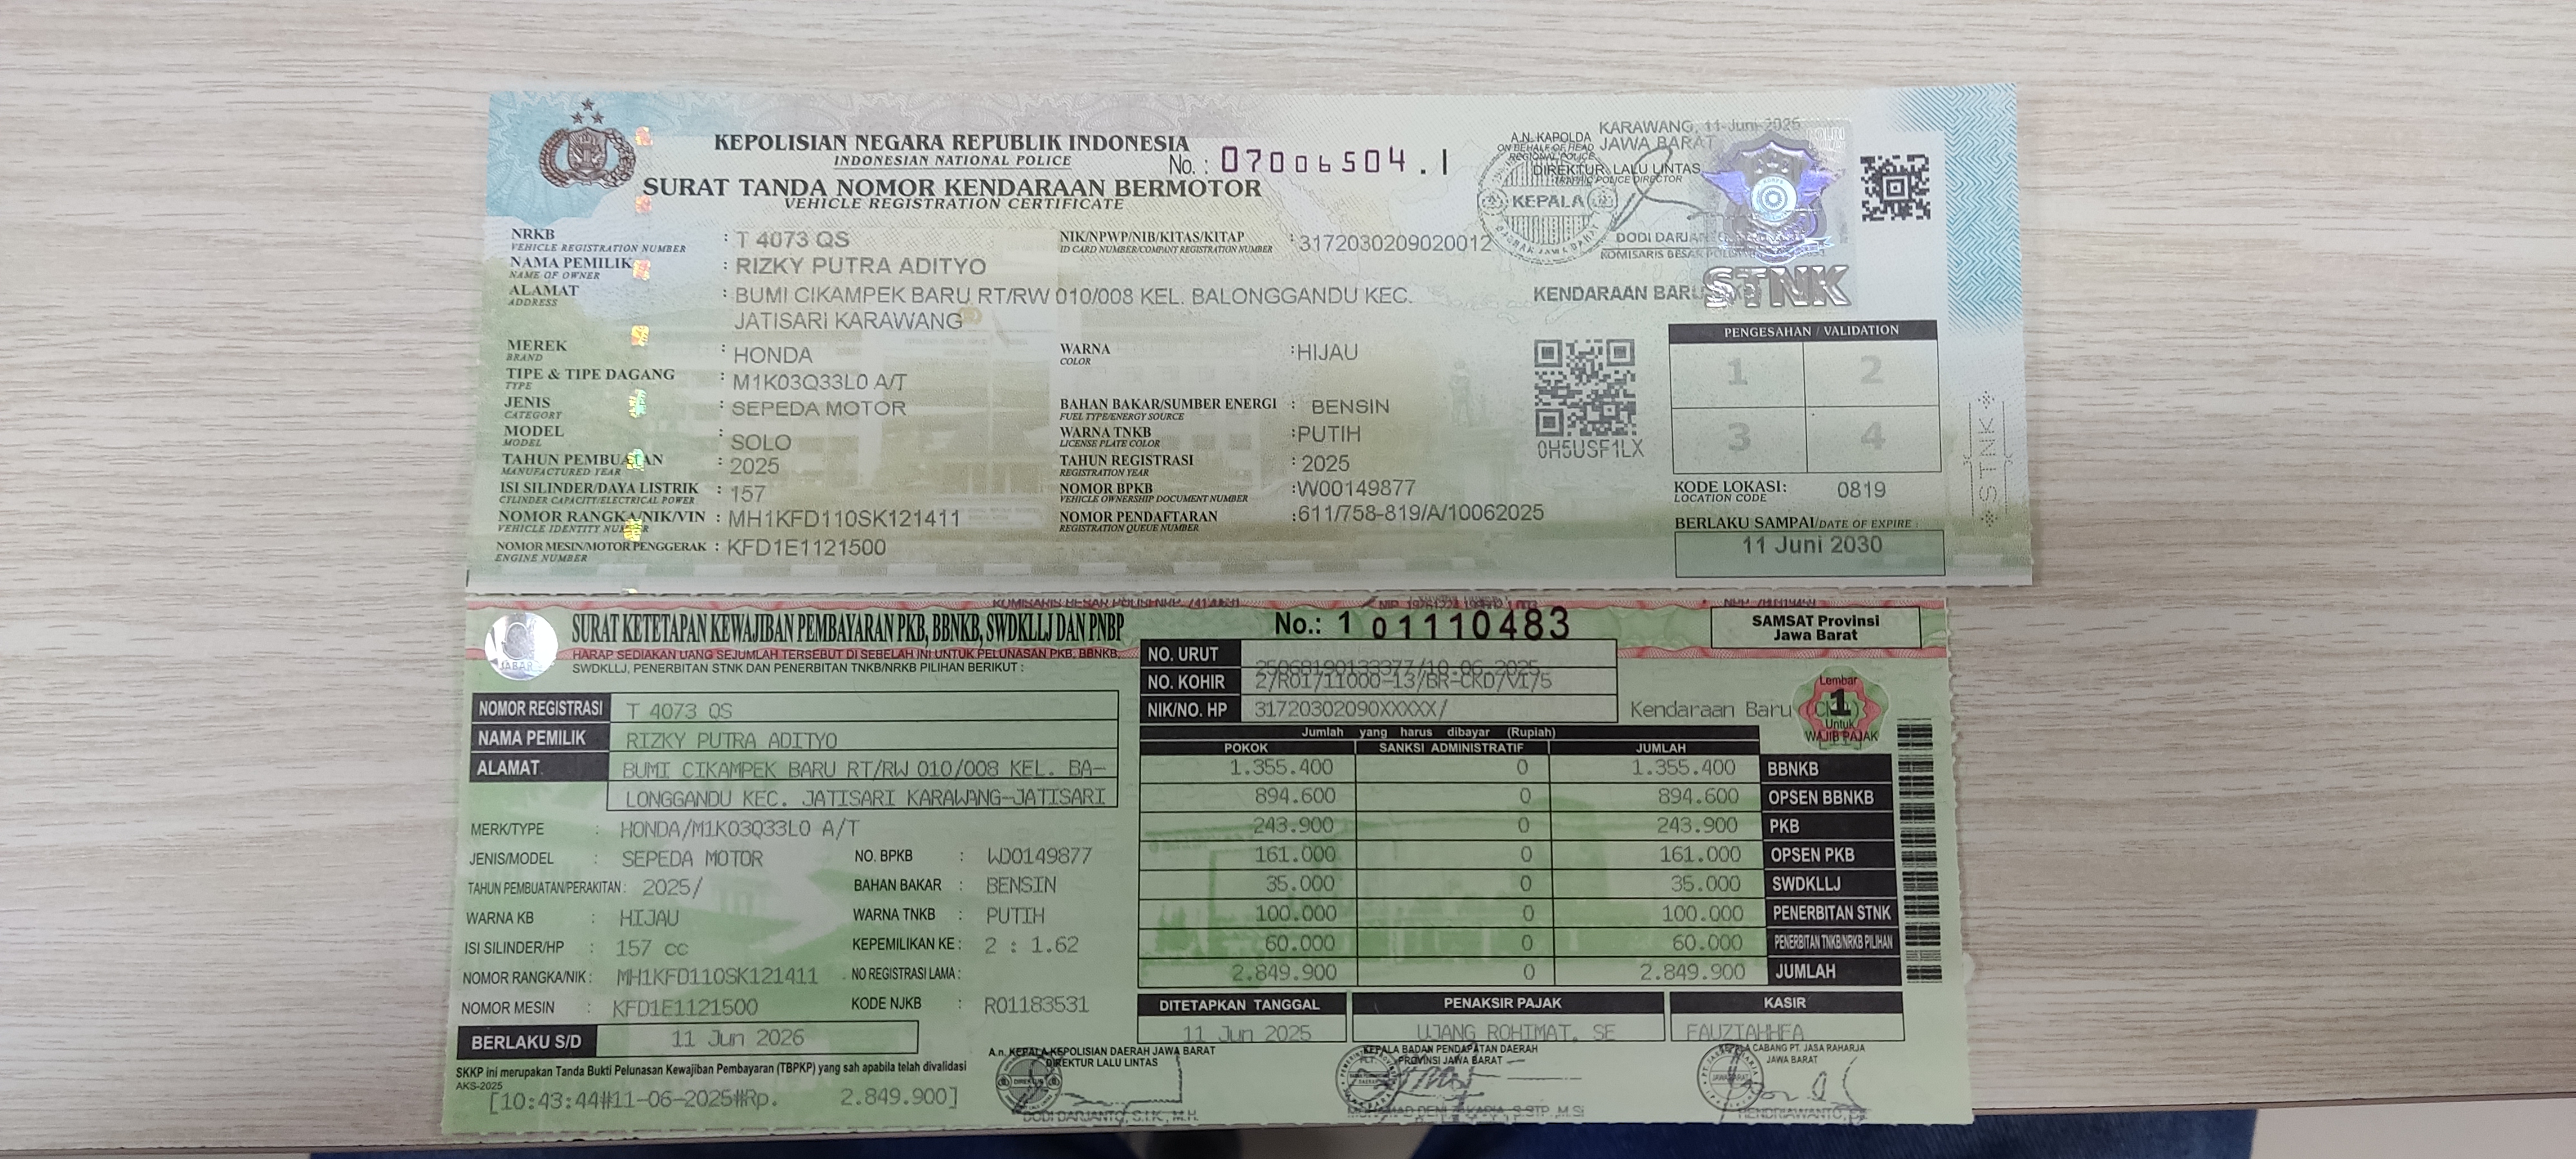 KEPOLISIAN NEGARA REPUBLIK INDONESIA
INDONESIAN NATIONAL POLICE
No. : 07006504 . I
SURAT TANDA NOMOR KENDARAAN BERMOTOR
VEHICLE REGISTRATION CERTIFICATE
KARAWANG, 11-Juni-2025
A.N. KAPOLDA JAWA BARAT
ON BEHALF OF HEAD REGIONAL POLICE
DIREKTUR LALU LINTAS
TRAFFIC POLICE DIRECTOR
KEPALA
POLRI
DODI
KOMISARIS BESAR
STNK
NRKB : T 4073 QS
VEHICLE REGISTRATION NUMBER
NIK/NPWP/NIB/KITAS/KITAP : 3172030209020012
ID CARD NUMBER/COMPANY REGISTRATION NUMBER
NAMA PEMILIK : RIZKY PUTRA ADITYO
NAME OF OWNER
ALAMAT : BUMI CIKAMPEK BARU RT/RW 010/008 KEL. BALONGGANDU KEC.
ADDRESS
JATISARI KARAWANG
KENDARAAN BARU
MEREK : HONDA
BRAND
WARNA : HIJAU
COLOR
TIPE & TIPE DAGANG : M1K03Q33L0 A/T
TYPE
JENIS : SEPEDA MOTOR
CATEGORY
BAHAN BAKAR/SUMBER ENERGI : BENSIN
FUEL TYPE/ENERGY SOURCE
MODEL : SOLO
MODEL
WARNA TNKB : PUTIH
LICENSE PLATE COLOR
TAHUN PEMBUATAN : 2025
MANUFACTURED YEAR
TAHUN REGISTRASI : 2025
REGISTRATION YEAR
ISI SILINDER/DAYA LISTRIK : 157
CYLINDER CAPACITY/ELECTRICAL POWER
NOMOR BPKB : W00149877
VEHICLE OWNERSHIP DOCUMENT NUMBER
NOMOR RANGKA/NIK/VIN : MH1KFD110SK121411
VEHICLE IDENTITY NUMBER
NOMOR PENDAFTARAN : 611/758-819/A/10062025
REGISTRATION QUEUE NUMBER
NOMOR MESIN/MOTOR PENGGERAK : KFD1E1121500
ENGINE NUMBER
0H5USF1LX
PENGESAHAN / VALIDATION
1 2
3 4
KODE LOKASI: 0819
LOCATION CODE
BERLAKU SAMPAI/DATE OF EXPIRE :
11 Juni 2030
STNK
SURAT KETETAPAN KEWAJIBAN PEMBAYARAN PKB, BBNKB, SWDKLLJ DAN PNBP
HARAP SEDIAKAN UANG SEJUMLAH TERSEBUT DI SEBELAH INI UNTUK PELUNASAN PKB, BBNKB,
SWDKLLJ, PENERBITAN STNK DAN PENERBITAN TNKB/NRKB PILIHAN BERIKUT :
No.: 1 01110483
SAMSAT Provinsi
Jawa Barat
JABAR
NO. URUT 25068190133377/10-06-2025
NO. KOHIR 2/R01/11000-13/BR-CKD/VI/5
NIK/NO. HP 31720302090XXXXX/
Kendaraan Baru
Lembar
1
Untuk
WAJIB PAJAK
NOMOR REGISTRASI T 4073 QS
NAMA PEMILIK RIZKY PUTRA ADITYO
ALAMAT BUMI CIKAMPEK BARU RT/RW 010/008 KEL. BA-
LONGGANDU KEC. JATISARI KARAWANG-JATISARI
MERK/TYPE : HONDA/M1K03Q33L0 A/T
JENIS/MODEL : SEPEDA MOTOR
NO. BPKB : WD0149877
TAHUN PEMBUATAN/PERAKITAN : 2025/
BAHAN BAKAR : BENSIN
WARNA KB : HIJAU
WARNA TNKB : PUTIH
ISI SILINDER/HP : 157 cc
KEPEMILIKAN KE : 2 : 1.62
NOMOR RANGKA/NIK : MH1KFD110SK121411
NO REGISTRASI LAMA :
NOMOR MESIN : KFD1E1121500
KODE NJKB : R01183531
BERLAKU S/D 11 Jun 2026
Jumlah yang harus dibayar (Rupiah)
POKOK SANKSI ADMINISTRATIF JUMLAH
1.355.400 0 1.355.400 BBNKB
894.600 0 894.600 OPSEN BBNKB
243.900 0 243.900 PKB
161.000 0 161.000 OPSEN PKB
35.000 0 35.000 SWDKLLJ
100.000 0 100.000 PENERBITAN STNK
60.000 0 60.000 PENERBITAN TNKB/NRKB PILIHAN
2.849.900 0 2.849.900 JUMLAH
DITETAPKAN TANGGAL PENAKSIR PAJAK KASIR
11 Jun 2025 UJANG ROHIMAT, SE
SKKP ini merupakan Tanda Bukti Pelunasan Kewajiban Pembayaran (TBPKP) yang sah apabila telah divalidasi
AKS-2025
[10:43:44#11-06-2025#Rp. 2.849.900]
A.n. KEPALA KEPOLISIAN DAERAH JAWA BARAT
DIREKTUR LALU LINTAS
DODI DARJANTO, S.I.K., M.H.
KEPALA BADAN PENDAPATAN DAERAH
PROVINSI JAWA BARAT
KEPALA CABANG PT. JASA RAHARJA
JAWA BARAT
HENDRIAWANTO